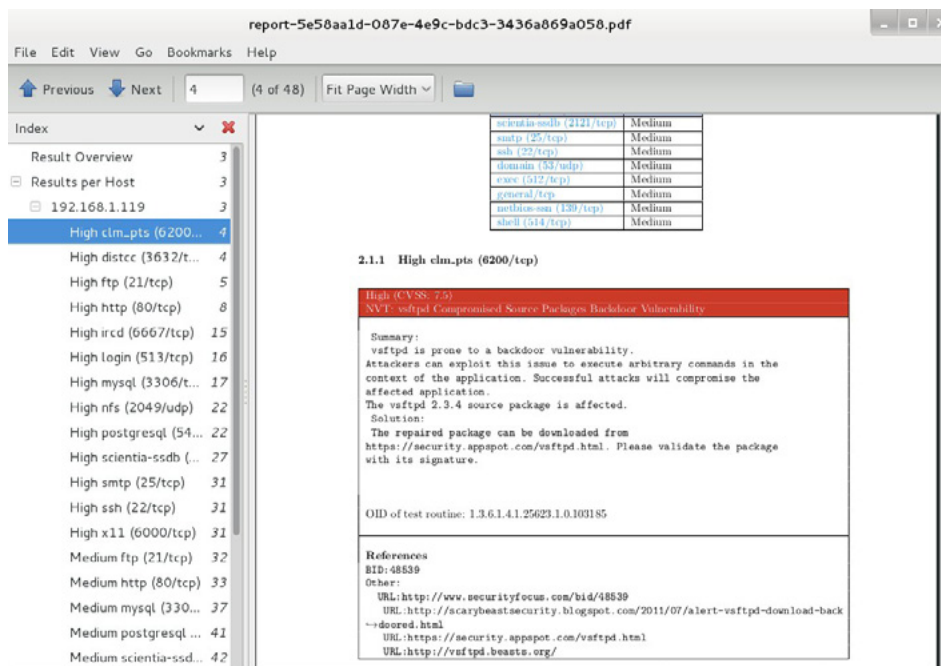 report-5e58aa1d-087e-4e9c-bdc3-3436a869a058.pdf
File Edit View Go Bookmarks Help
Previous Next 4 (4 of 48) Fit Page Width
Index
Result Overview 3
Results per Host 3
192.168.1.119 3
High clm_pts (6200... 4
High distcc (3632/t... 4
High ftp (21/tcp) 5
High http (80/tcp) 8
High ircd (6667/tcp) 15
High login (513/tcp) 16
High mysql (3306/t... 17
High nfs (2049/udp) 22
High postgresql (54... 22
High scientia-ssdb (... 27
High smtp (25/tcp) 31
High ssh (22/tcp) 31
High x11 (6000/tcp) 31
Medium ftp (21/tcp) 32
Medium http (80/tcp) 33
Medium mysql (330... 37
Medium postgresql ... 41
Medium scientia-ssd... 42
scientia-ssdb (2121/tcp) Medium
smtp (25/tcp) Medium
ssh (22/tcp) Medium
domain (53/udp) Medium
exec (512/tcp) Medium
general/tcp Medium
netbios-ssn (139/tcp) Medium
shell (514/tcp) Medium
2.1.1 High clm_pts (6200/tcp)
High (CVSS: 7.5)
NVT: vsftpd Compromised Source Packages Backdoor Vulnerability
Summary:
vsftpd is prone to a backdoor vulnerability.
Attackers can exploit this issue to execute arbitrary commands in the
context of the application. Successful attacks will compromise the
affected application.
The vsftpd 2.3.4 source package is affected.
Solution:
The repaired package can be downloaded from
https://security.appspot.com/vsftpd.html. Please validate the package
with its signature.
OID of test routine: 1.3.6.1.4.1.25623.1.0.103185
References
BID:48539
Other:
URL:http://www.securityfocus.com/bid/48539
URL:http://scarybeastsecurity.blogspot.com/2011/07/alert-vsftpd-download-back
↪doored.html
URL:https://security.appspot.com/vsftpd.html
URL:http://vsftpd.beasts.org/